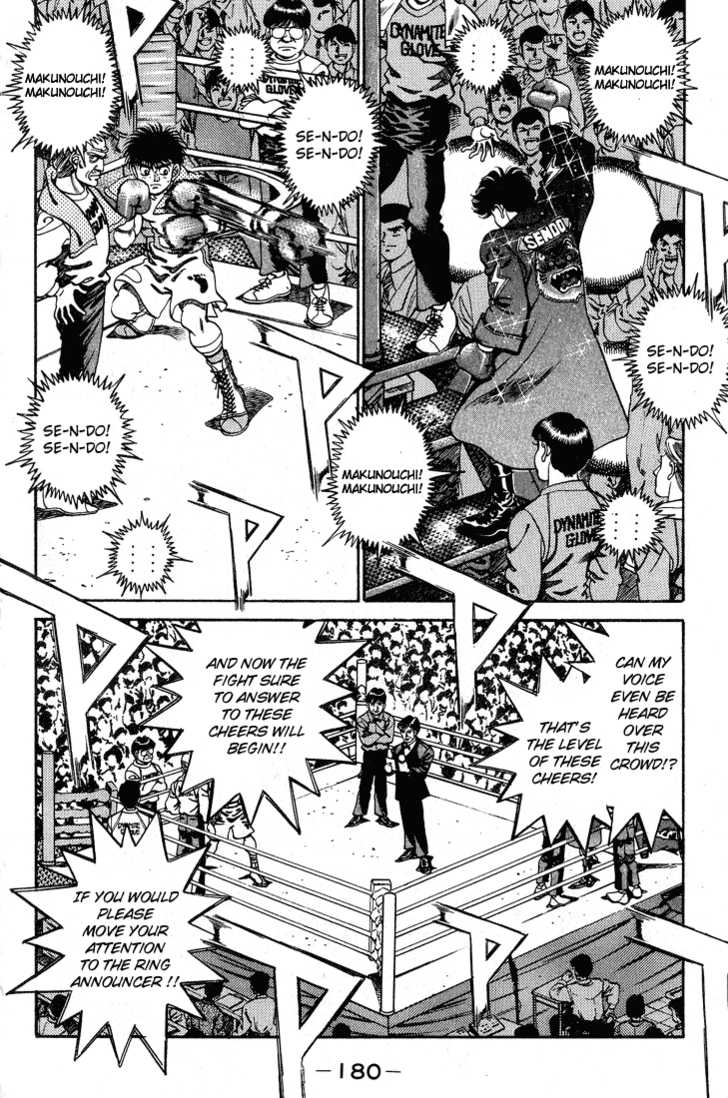 MAKUNOUCHI!
MAKUNOUCHI!
DYNAMITE
GLOVE
SE-N-DO!
SE-N-DO!
MAKUNOUCHI!
MAKUNOUCHI!
DYNAMITE
GLOVE
SE-N-DO!
SE-N-DO!
MAKUNOUCHI!
MAKUNOUCHI!
GLOVE
SE-N-DO!
SE-N-DO!
CAN MY
VOICE
EVEN BE
HEARD
OVER
THIS
CROWD!?
THAT'S
THE LEVEL
OF THESE
CHEERS!
AND NOW THE
FIGHT SURE
TO ANSWER
TO THESE
CHEERS WILL
BEGIN!!
IF YOU WOULD
PLEASE
MOVE YOUR
ATTENTION
TO THE RING
ANNOUNCER !!
-180-